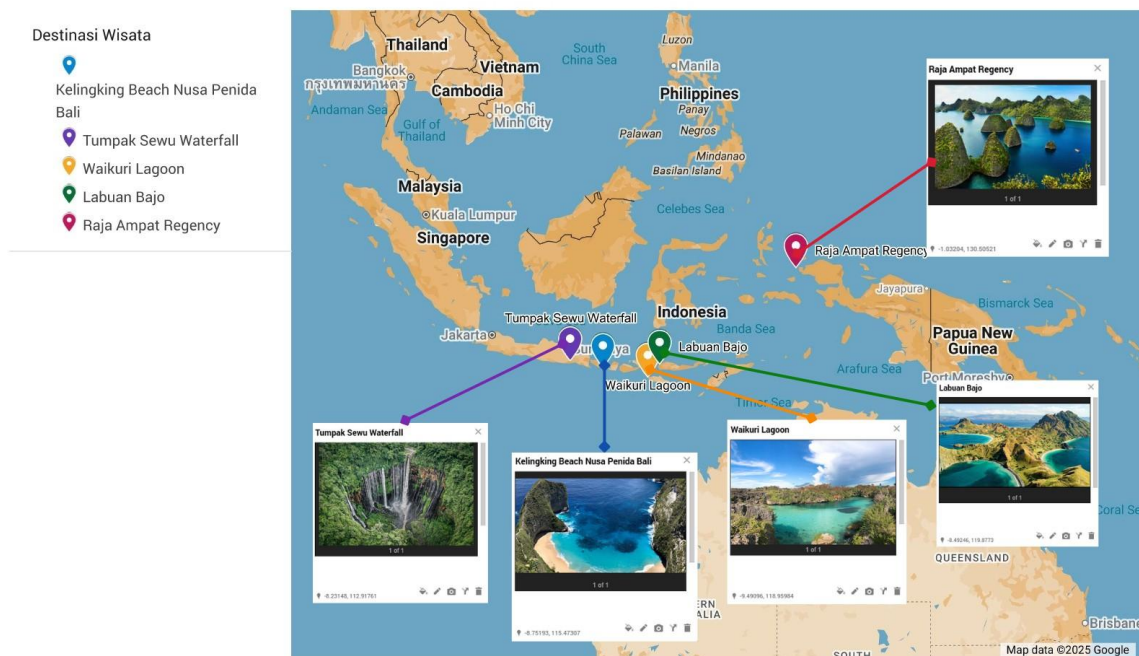 Destinasi Wisata
Kelingking Beach Nusa Penida
Bali
Tumpak Sewu Waterfall
Waikuri Lagoon
Labuan Bajo
Raja Ampat Regency
Luzon
Thailand
South
China Sea
Vietnam
Manila
Bangkok
กรุงเทพมหานคร
Cambodia
Philippines
Andaman Sea
Ho Chi
Minh City
Panay
Gulf of
Thailand
Palawan
Negros
Mindanao
Basilan Island
Malaysia
Kuala Lumpur
Celebes Sea
Singapore
Raja Ampat Regency
Jayapura
Bismarck Sea
Indonesia
Tumpak Sewu Waterfall
Jakarta
Banda Sea
Papua New
Guinea
Labuan Bajo
Waikuri Lagoon
Arafura Sea
Port Moresby
Timor Sea
Raja Ampat Regency
1 of 1
-1.03204, 130.50521
Labuan Bajo
1 of 1
-8.49246, 119.8773
Tumpak Sewu Waterfall
1 of 1
-8.23148, 112.91761
Kelingking Beach Nusa Penida Bali
1 of 1
-8.75193, 115.47307
Waikuri Lagoon
1 of 1
-9.49096, 118.95984
Coral Se
QUEENSLAND
Brisbane
SOUTH
Map data ©2025 Google